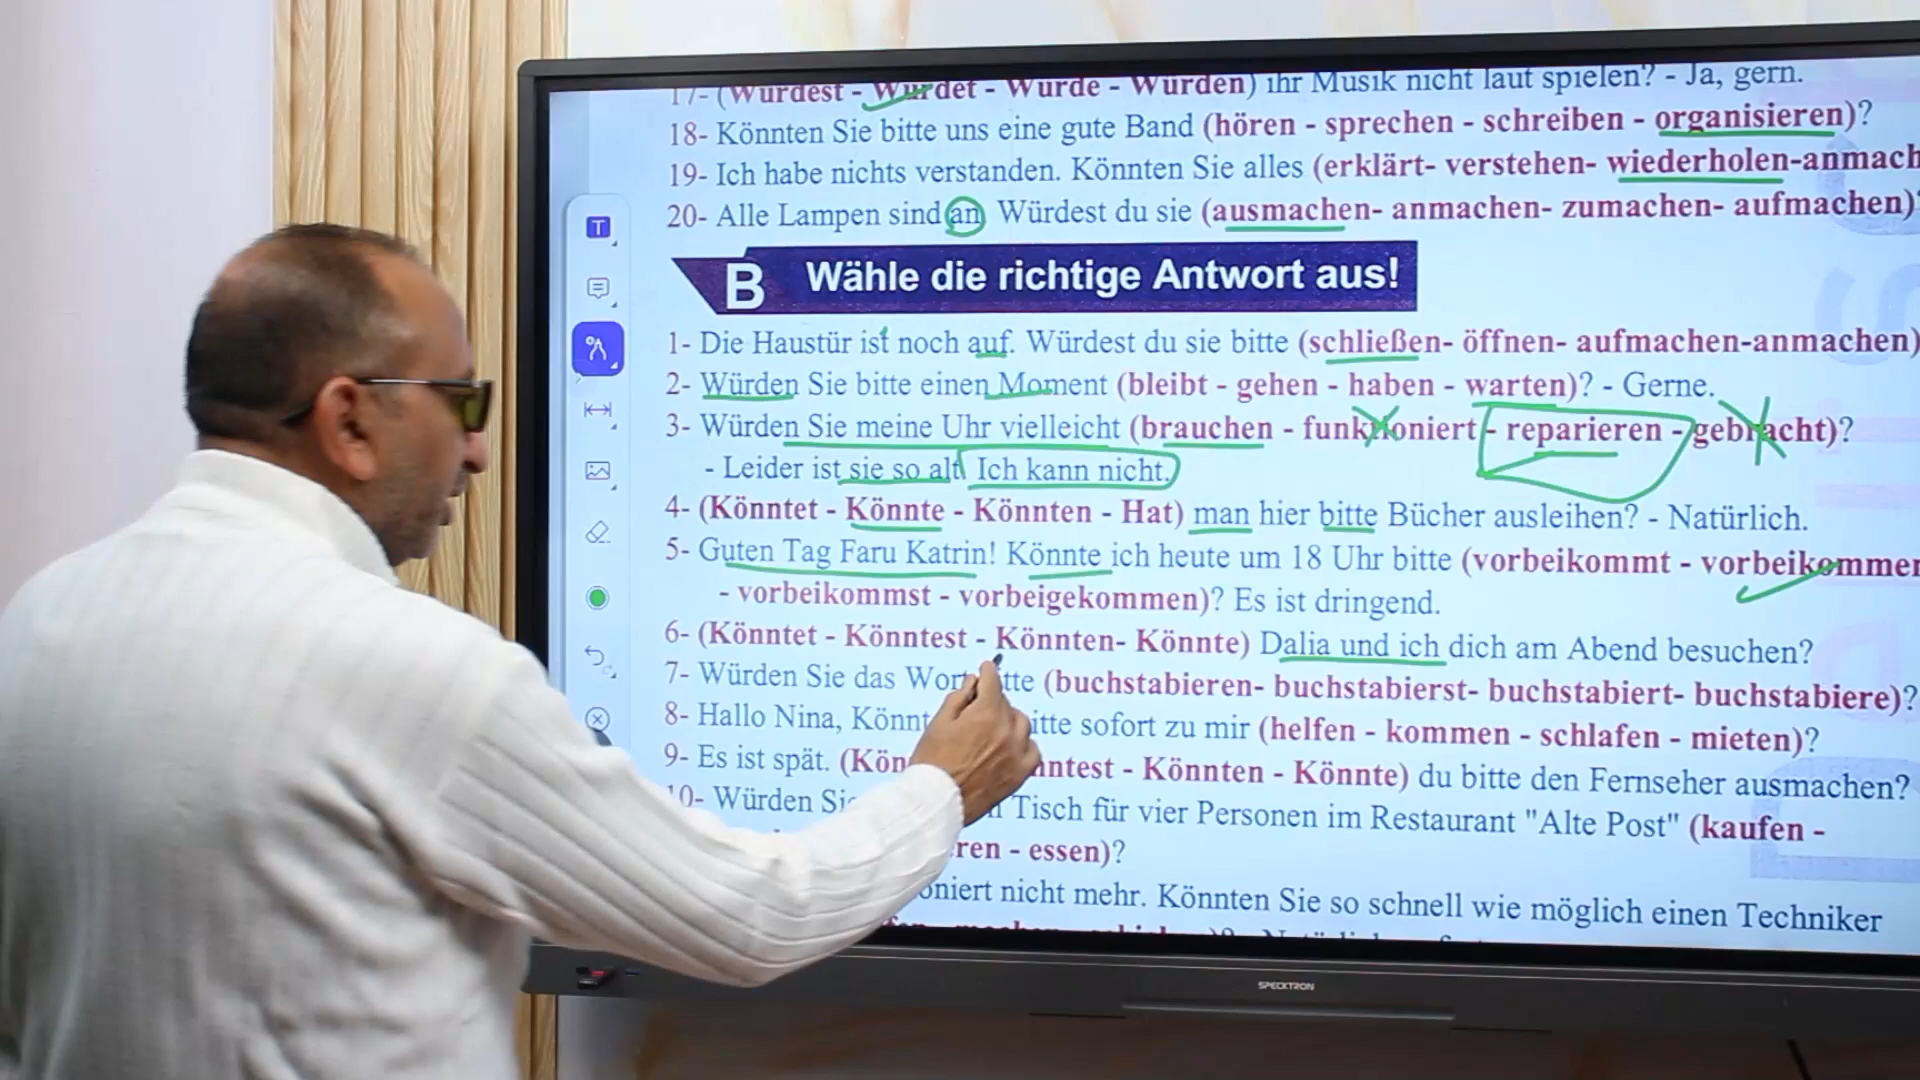 17- (Würdest - Würdet - Würde - Würden) ihr Musik nicht laut spielen? - Ja, gern.
18- Könnten Sie bitte uns eine gute Band (hören - sprechen - schreiben - organisieren)?
19- Ich habe nichts verstanden. Könnten Sie alles (erklärt- verstehen- wiederholen-anmach
20- Alle Lampen sind an. Würdest du sie (ausmachen- anmachen- zumachen- aufmachen)?
B Wähle die richtige Antwort aus!
1- Die Haustür ist noch auf. Würdest du sie bitte (schließen- öffnen- aufmachen-anmachen)
2- Würden Sie bitte einen Moment (bleibt - gehen - haben - warten)? - Gerne.
3- Würden Sie meine Uhr vielleicht (brauchen - funktioniert - reparieren - gebracht)?
- Leider ist sie so alt. Ich kann nicht.
4- (Könntet - Könnte - Könnten - Hat) man hier bitte Bücher ausleihen? - Natürlich.
5- Guten Tag Faru Katrin! Könnte ich heute um 18 Uhr bitte (vorbeikommt - vorbeikommen
- vorbeikommst - vorbeigekommen)? Es ist dringend.
6- (Könntet - Könntest - Könnten- Könnte) Dalia und ich dich am Abend besuchen?
7- Würden Sie das Wort bitte (buchstabieren- buchstabierst- buchstabiert- buchstabiere)?
8- Hallo Nina, Könnt bitte sofort zu mir (helfen - kommen - schlafen - mieten)?
9- Es ist spät. (Kön ntest - Könnten - Könnte) du bitte den Fernseher ausmachen?
10- Würden Sie Tisch für vier Personen im Restaurant "Alte Post" (kaufen -
ren - essen)?
oniert nicht mehr. Könnten Sie so schnell wie möglich einen Techniker
SPECKTRON